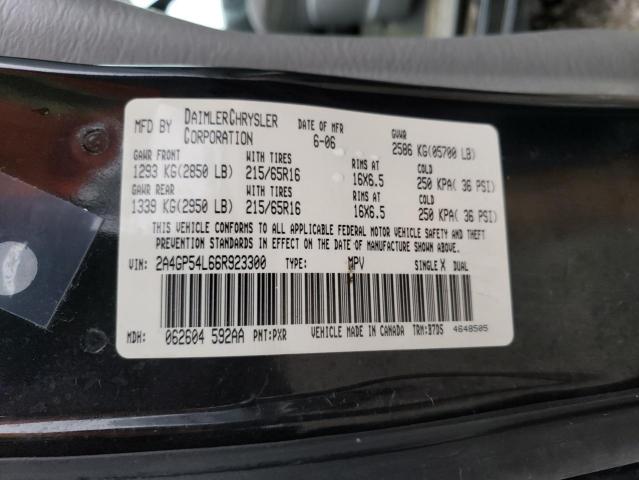 MFD BY DAIMLERCHRYSLER CORPORATION DATE OF MFR 6-06 GVWR 2586 KG(05700 LB)
GAWR FRONT WITH TIRES RIMS AT COLD
1293 KG(2850 LB) 215/65R16 16X6.5 250 KPA( 36 PSI)
GAWR REAR WITH TIRES RIMS AT COLD
1339 KG(2950 LB) 215/65R16 16X6.5 250 KPA( 36 PSI)
THIS VEHICLE CONFORMS TO ALL APPLICABLE FEDERAL MOTOR VEHICLE SAFETY AND THEFT
PREVENTION STANDARDS IN EFFECT ON THE DATE OF MANUFACTURE SHOWN ABOVE.
VIN: 2A4GP54L66R923300 TYPE: MPV SINGLE X DUAL
MDH: 062604 592AA PNT:PXR VEHICLE MADE IN CANADA TRM:B7D5 4648505